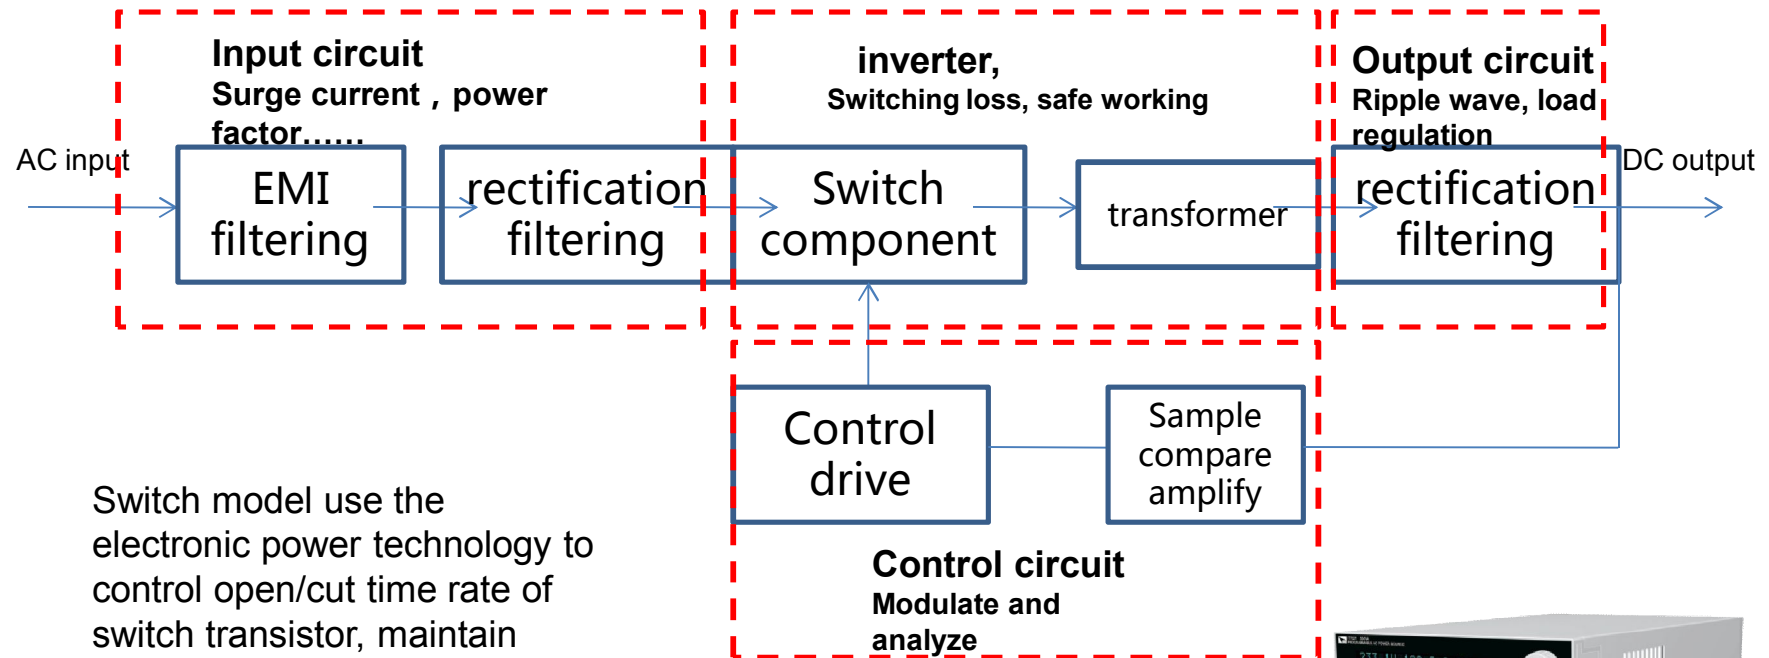 Input circuit
Surge current , power
factor......
inverter,
Switching loss, safe working
Output circuit
Ripple wave, load
regulation
AC input
EMI
filtering
rectification
filtering
Switch
component
transformer
rectification
filtering
DC output
Control
drive
Sample
compare
amplify
Switch model use the
electronic power technology to
control open/cut time rate of
switch transistor, maintain
Control circuit
Modulate and
analyze